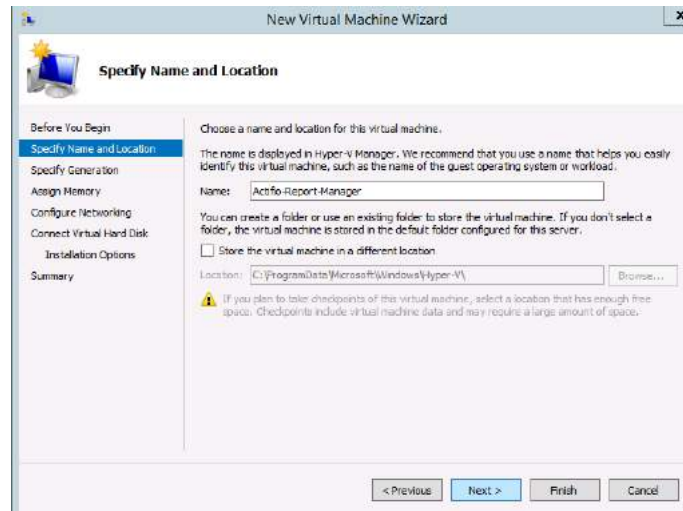 New Virtual Machine Wizard
x
Specify Name and Location
Before You Begin
Specify Name and Location
Specify Generation
Assign Memory
Configure Networking
Connect Virtual Hard Disk
Installation Options
Summary
Choose a name and location for this virtual machine.
The name is displayed in Hyper-V Manager. We recommend that you use a name that helps you easily
identify this virtual machine, such as the name of the guest operating system or workload.
Name: Actifio-Report-Manager
You can create a folder or use an existing folder to store the virtual machine. If you don't select a
folder, the virtual machine is stored in the default folder configured for this server.
Store the virtual machine in a different location
Location: C:\ProgramData\Microsoft\Windows\Hyper-V\ Browse...
If you plan to take checkpoints of this virtual machine, select a location that has enough free
space. Checkpoints include virtual machine data and may require a large amount of space.
< Previous Next > Finish Cancel